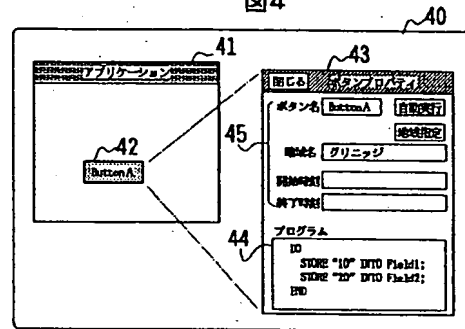 図4
40
41
アプリケーション
42
ButtonA
43
閉じる ボタンプロパティ
ボタン名 ButtonA 自動実行
地域指定
45
地域名 グリニッジ
開始時刻
終了時刻
プログラム
44
DO
STORE "10" INTO Field1;
STORE "20" INTO Field2;
END